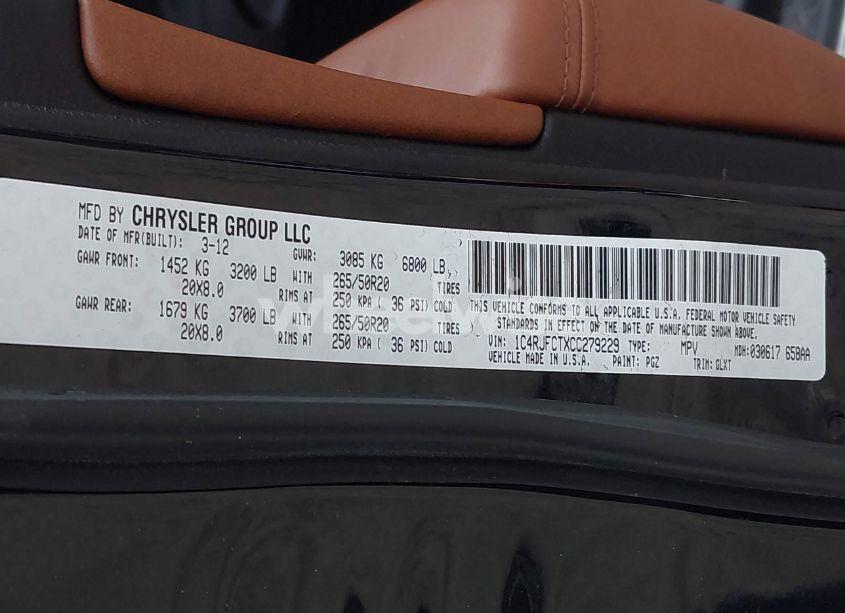 MFD BY CHRYSLER GROUP LLC
DATE OF MFR(BUILT): 3-12 GVWR: 3085 KG 6800 LB
GAWR FRONT: 1452 KG 3200 LB WITH 265/50R20 TIRES
20X8.0 RIMS AT 250 KPA ( 36 PSI) COLD
GAWR REAR: 1679 KG 3700 LB WITH 265/50R20 TIRES
20X8.0 RIMS AT 250 KPA ( 36 PSI) COLD
THIS VEHICLE CONFORMS TO ALL APPLICABLE U.S.A. FEDERAL MOTOR VEHICLE SAFETY
STANDARDS IN EFFECT ON THE DATE OF MANUFACTURE SHOWN ABOVE.
VIN: 1C4RJFCTXCC279229 TYPE: MPV MDH:030617 658AA
VEHICLE MADE IN U.S.A. PAINT: PGZ TRIM: GLXT